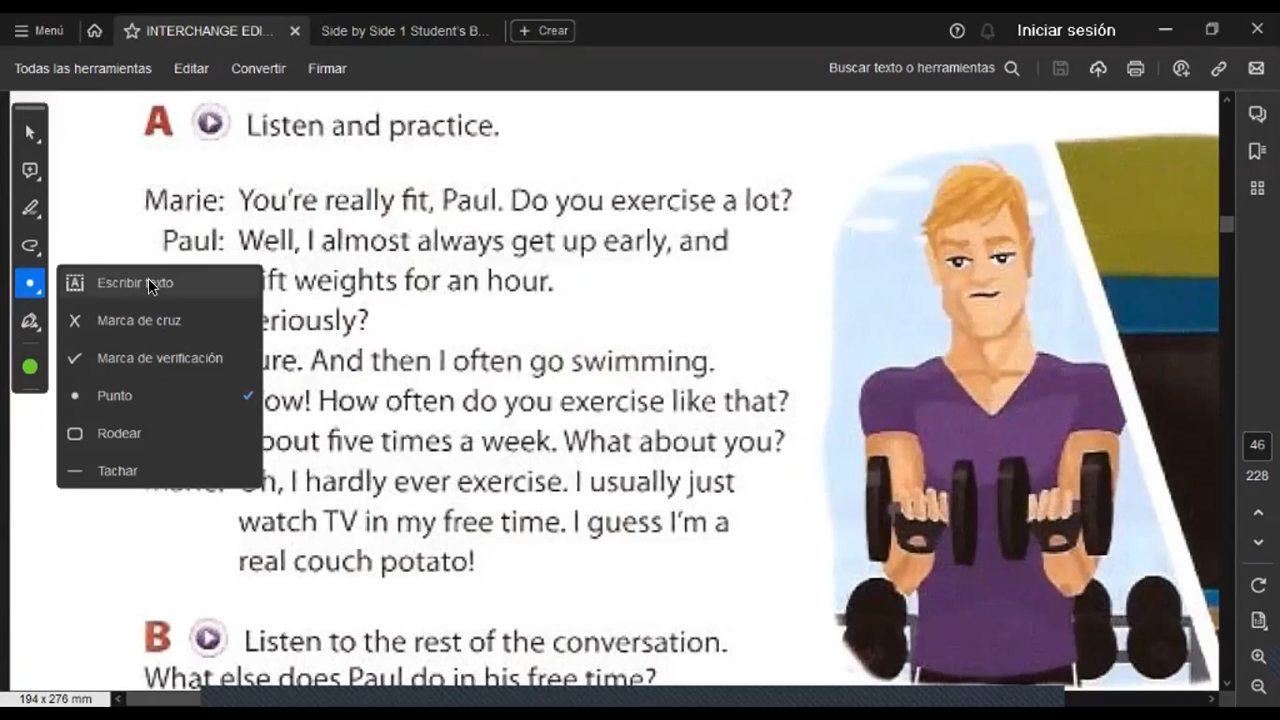 Menú
INTERCHANGE EDI...
Side by Side 1 Student's B...
Crear
Iniciar sesión
Todas las herramientas
Editar
Convertir
Firmar
Buscar texto o herramientas
A Listen and practice.
Marie: You're really fit, Paul. Do you exercise a lot?
Paul: Well, I almost always get up early, and
ift weights for an hour.
eriously?
ure. And then I often go swimming.
ow! How often do you exercise like that?
bout five times a week. What about you?
h, I hardly ever exercise. I usually just
watch TV in my free time. I guess I'm a
real couch potato!
B Listen to the rest of the conversation.
What else does Paul do in his free time?
Escribir texto
Marca de cruz
Marca de verificación
Punto
Rodear
Tachar
46
228
194 x 276 mm